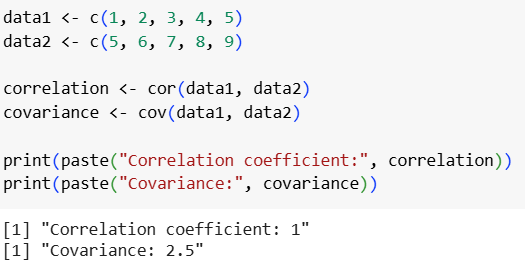 data1 <- c(1, 2, 3, 4, 5)
data2 <- c(5, 6, 7, 8, 9)
correlation <- cor(data1, data2)
covariance <- cov(data1, data2)
print(paste("Correlation coefficient:", correlation))
print(paste("Covariance:", covariance))
[1] "Correlation coefficient: 1"
[1] "Covariance: 2.5"